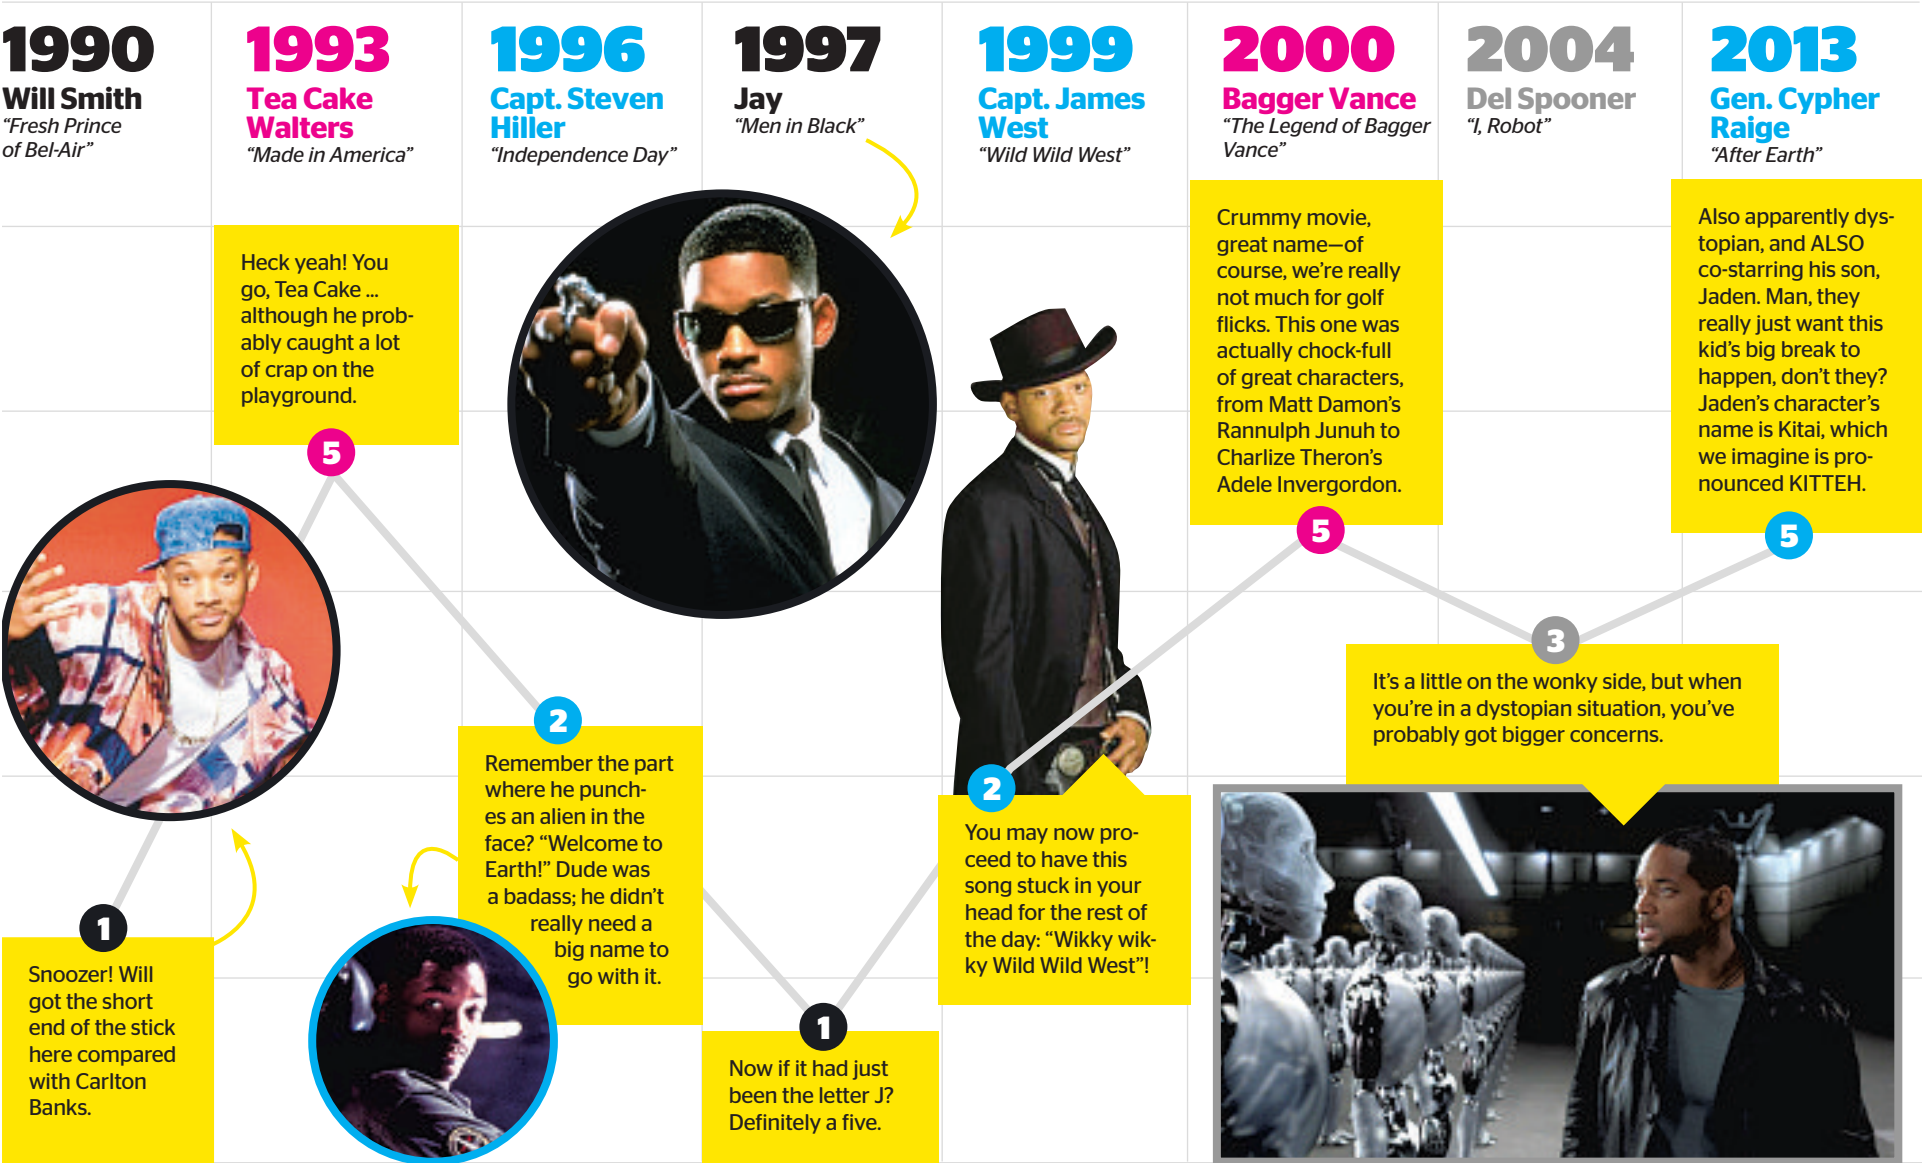 1990
Will Smith
“Fresh Prince
of Bel-Air”
1993
Tea Cake
Walters
“Made in America”
1996
Capt. Steven
Hiller
“Independence Day”
1997
Jay
“Men in Black”
1999
Capt. James
West
“Wild Wild West”
2000
Bagger Vance
“The Legend of Bagger
Vance”
2004
Del Spooner
“I, Robot”
2013
Gen. Cypher
Raige
“After Earth”
1
Snoozer! Will
got the short
end of the stick
here compared
with Carlton
Banks.
Heck yeah! You
go, Tea Cake ...
although he prob-
ably caught a lot
of crap on the
playground.
5
2
Remember the part
where he punch-
es an alien in the
face? “Welcome to
Earth!” Dude was
a badass; he didn’t
really need a
big name to
go with it.
1
Now if it had just
been the letter J?
Definitely a five.
2
You may now pro-
ceed to have this
song stuck in your
head for the rest of
the day: “Wikky wik-
ky Wild Wild West”!
Crummy movie,
great name—of
course, we’re really
not much for golf
flicks. This one was
actually chock-full
of great characters,
from Matt Damon’s
Rannulph Junuh to
Charlize Theron’s
Adele Invergordon.
5
3
It’s a little on the wonky side, but when
you’re in a dystopian situation, you’ve
probably got bigger concerns.
Also apparently dys-
topian, and ALSO
co-starring his son,
Jaden. Man, they
really just want this
kid’s big break to
happen, don’t they?
Jaden’s character’s
name is Kitai, which
we imagine is pro-
nounced KITTEH.
5